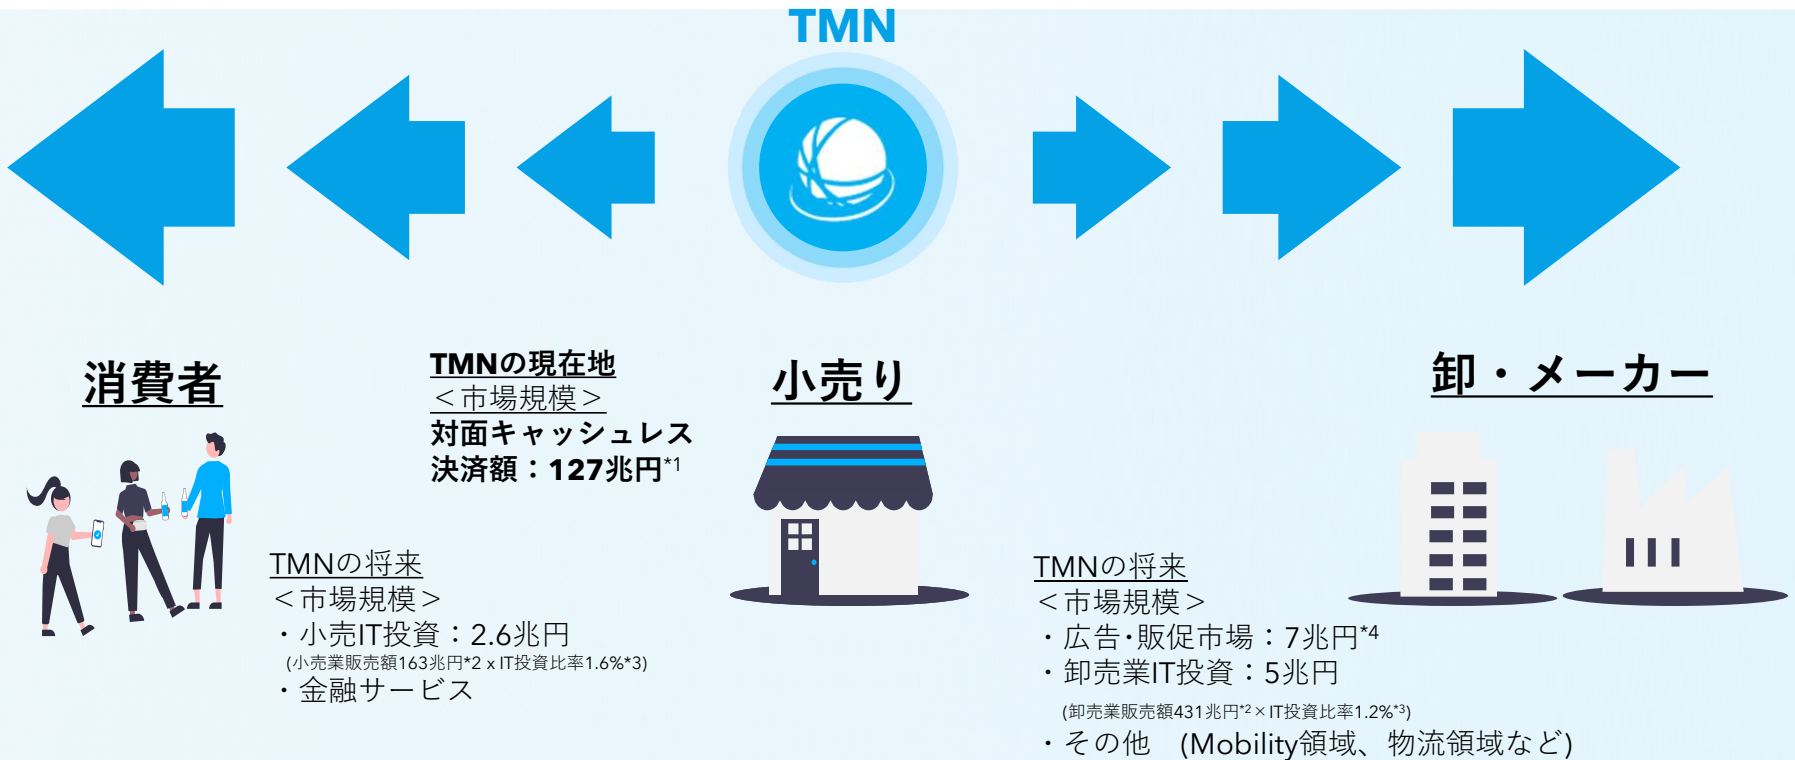 TMN
消費者
TMNの現在地
＜市場規模＞
対面キャッシュレス
決済額：127兆円*1
小売り
卸・メーカー
TMNの将来
＜市場規模＞
・小売IT投資：2.6兆円
(小売業販売額163兆円*2 x IT投資比率1.6%*3)
・金融サービス
TMNの将来
＜市場規模＞
・広告・販促市場：7兆円*4
・卸売業IT投資：5兆円
(卸売業販売額431兆円*2×IT投資比率1.2%*3)
・その他　(Mobility領域、物流領域など)